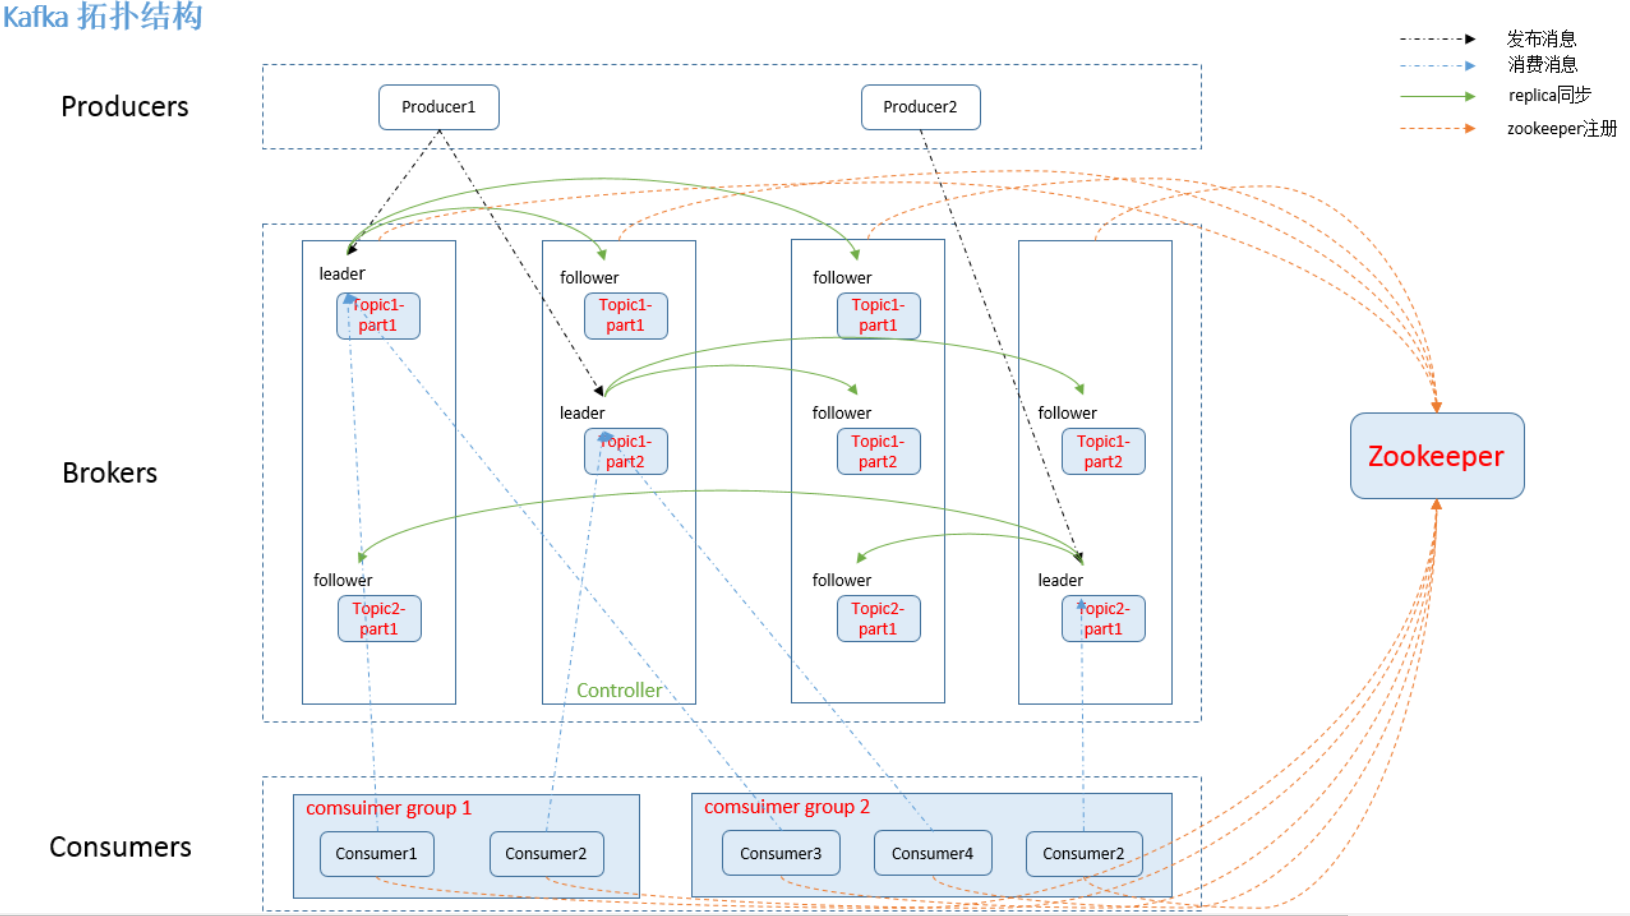 Kafka 拓扑结构
发布消息
消费消息
replica同步
zookeeper注册
Producers
Producer1
Producer2
Brokers
leader
Topic1-
part1
follower
Topic1-
part1
follower
Topic1-
part1
leader
Topic1-
part2
follower
Topic1-
part2
follower
Topic1-
part2
follower
Topic2-
part1
follower
Topic2-
part1
leader
Topic2-
part1
Controller
Zookeeper
Consumers
comsuimer group 1
Consumer1
Consumer2
comsuimer group 2
Consumer3
Consumer4
Consumer2